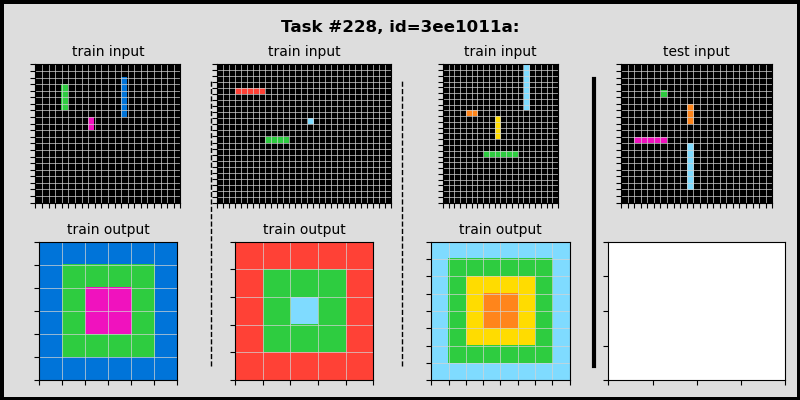 Task #228, id=3ee1011a:
train input
train input
train input
test input
train output
train output
train output